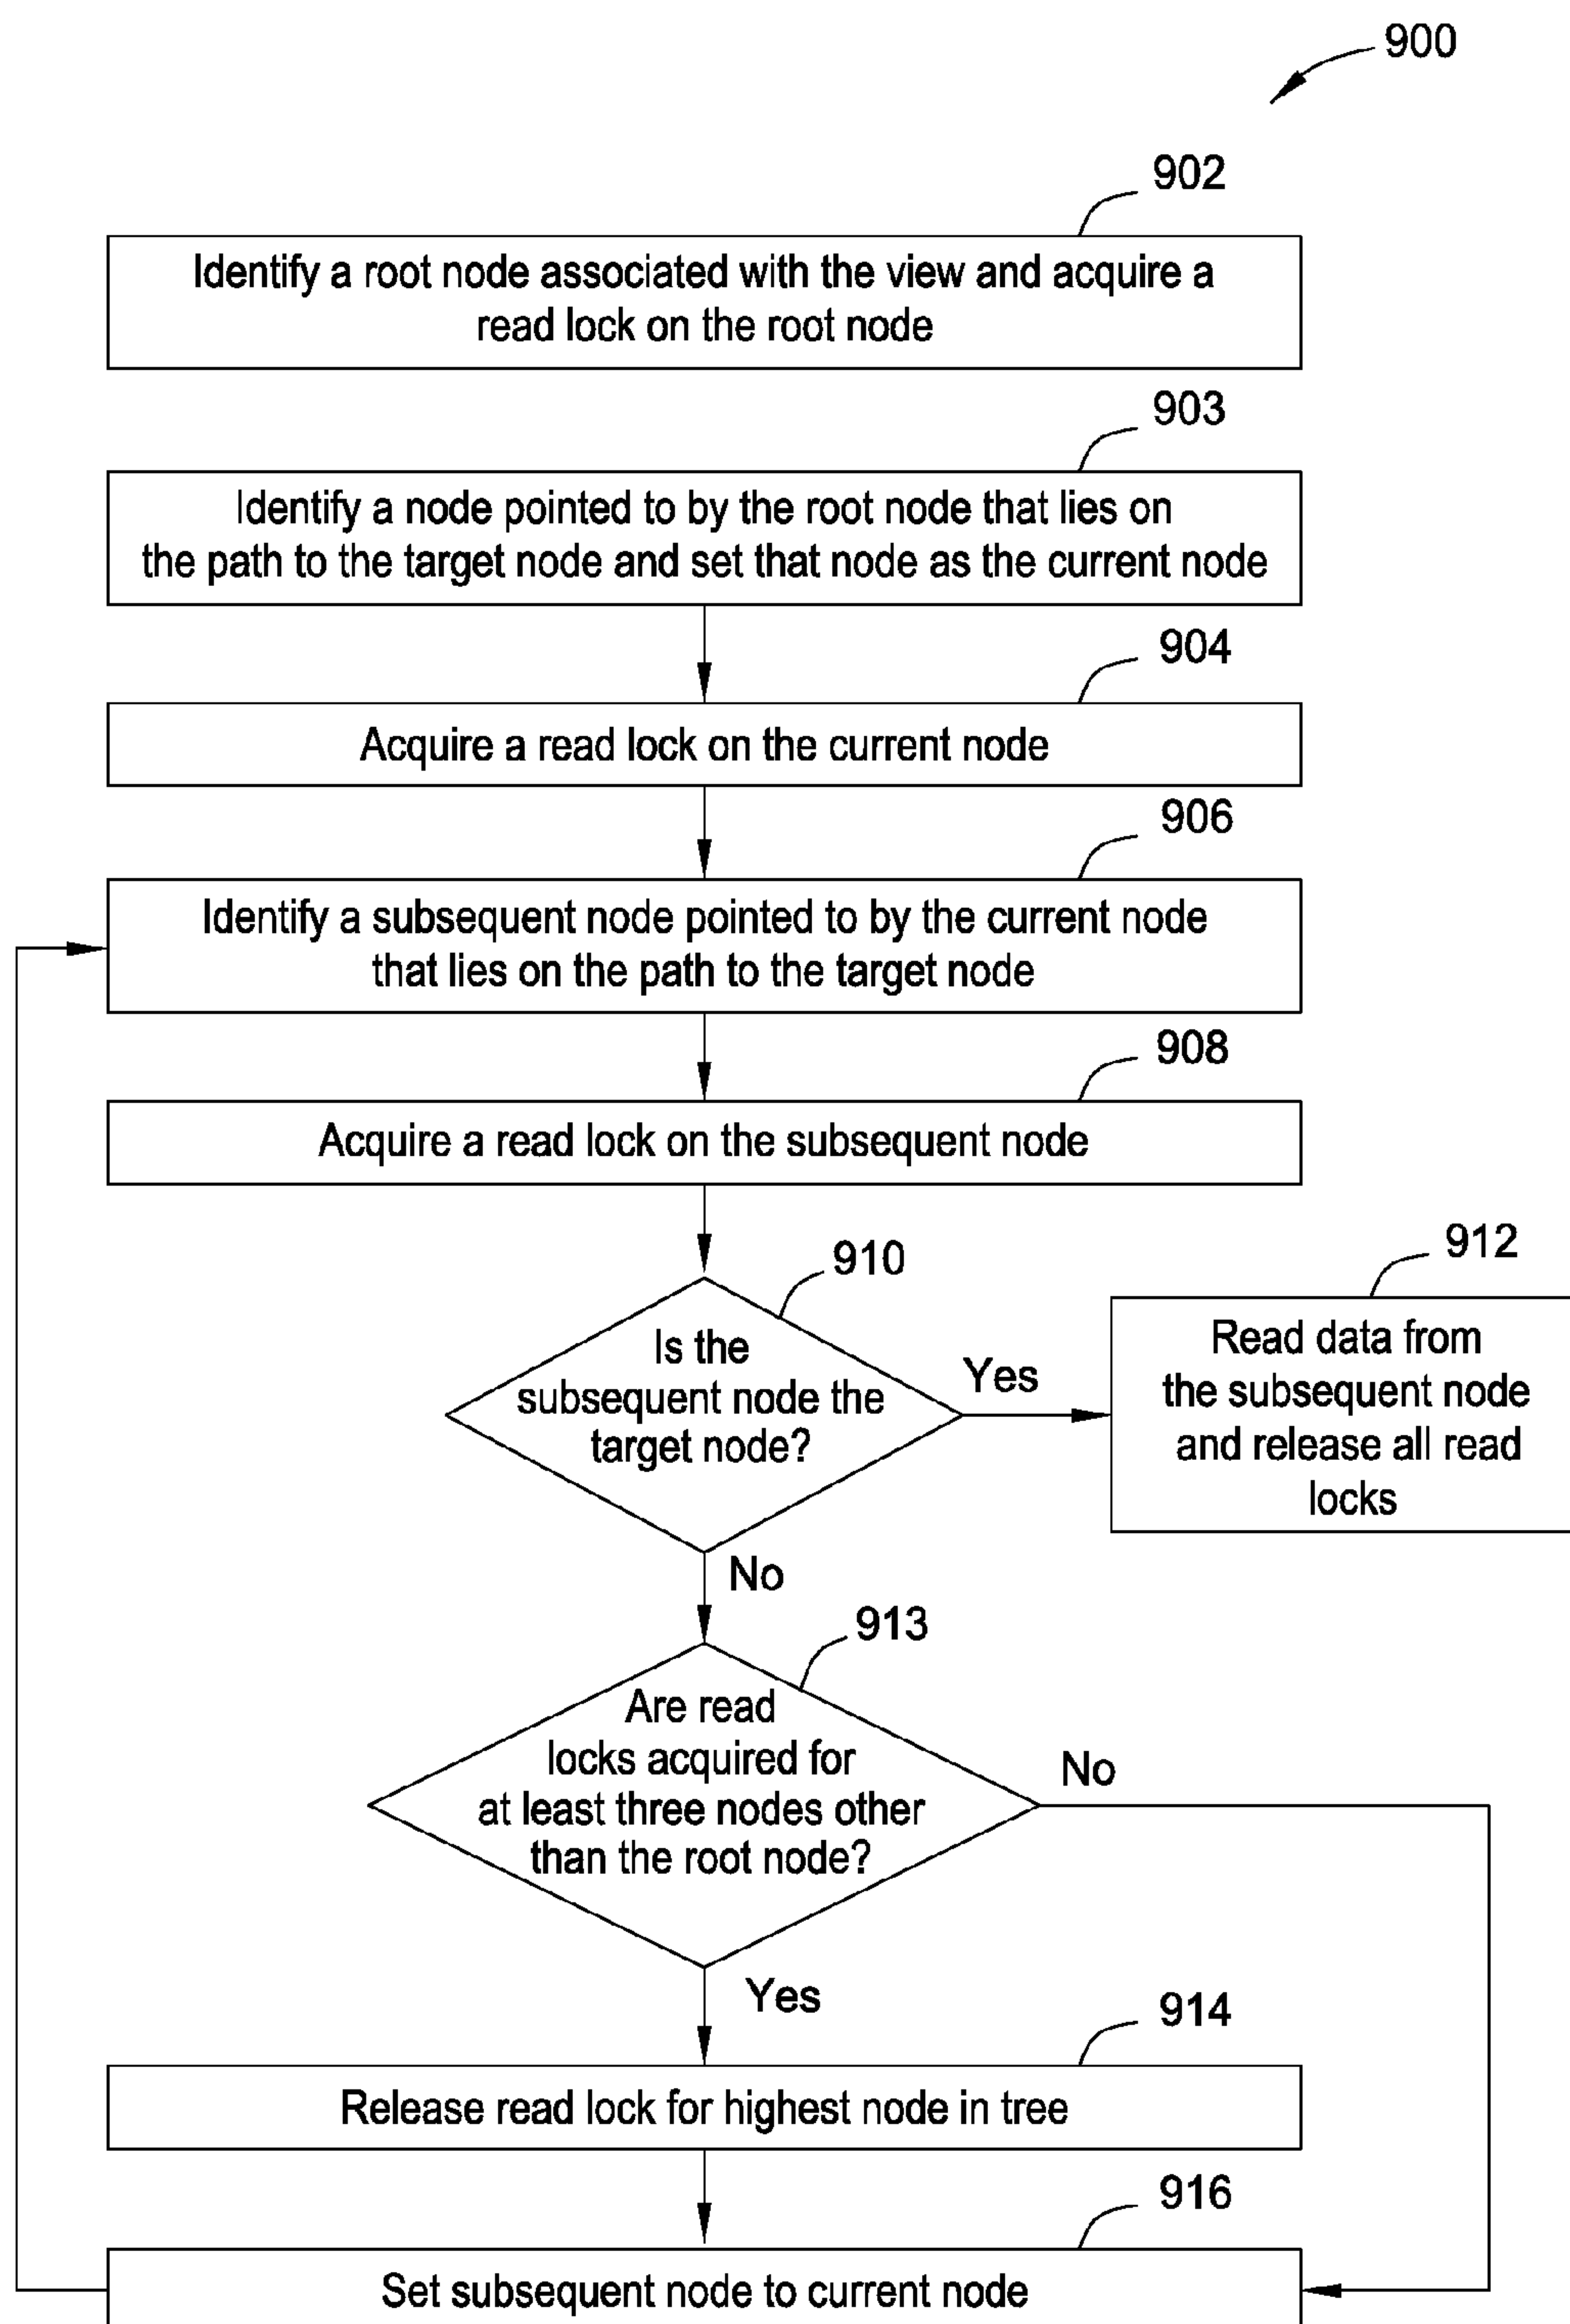 900
902
Identify a root node associated with the view and acquire a
read lock on the root node
903
Identify a node pointed to by the root node that lies on
the path to the target node and set that node as the current node
904
Acquire a read lock on the current node
906
Identify a subsequent node pointed to by the current node
that lies on the path to the target node
908
Acquire a read lock on the subsequent node
910
Is the
subsequent node the
target node?
Yes
912
Read data from
the subsequent node
and release all read
locks
No
913
Are read
locks acquired for
at least three nodes other
than the root node?
No
Yes
914
Release read lock for highest node in tree
916
Set subsequent node to current node